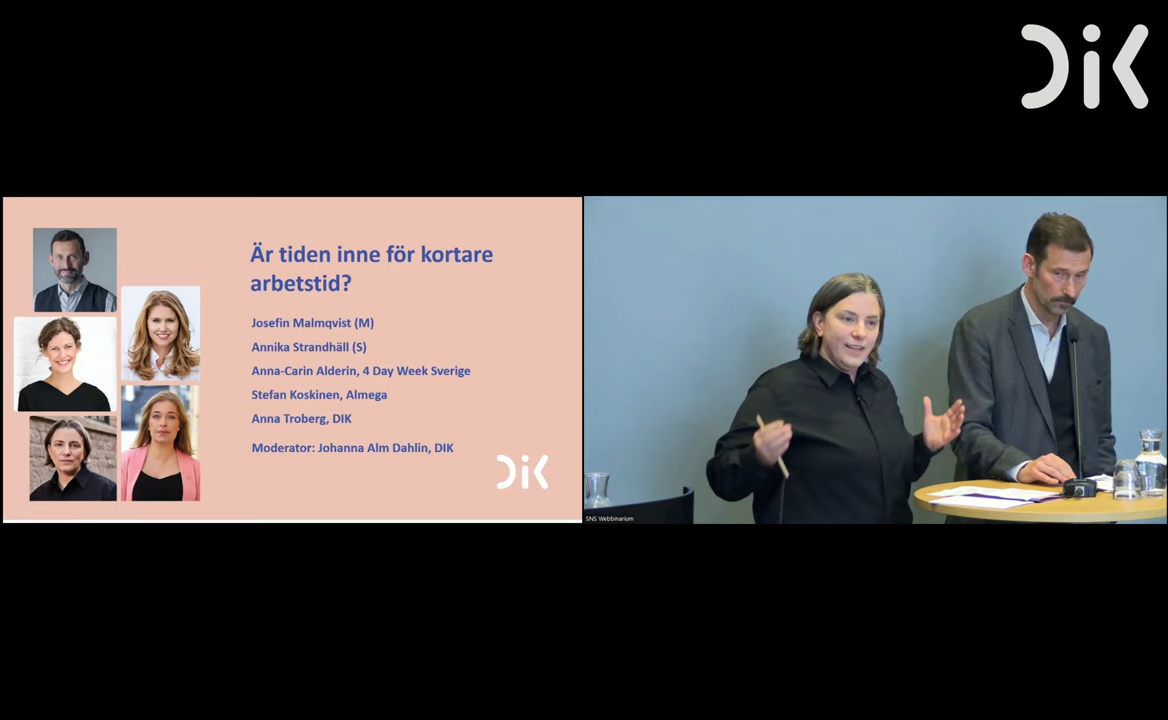 DiK
Är tiden inne för kortare
arbetstid?
Josefin Malmqvist (M)
Annika Strandhäll (S)
Anna-Carin Alderin, 4 Day Week Sverige
Stefan Koskinen, Almega
Anna Troberg, DIK
Moderator: Johanna Alm Dahlin, DIK
DiK
SNS Webbinarium